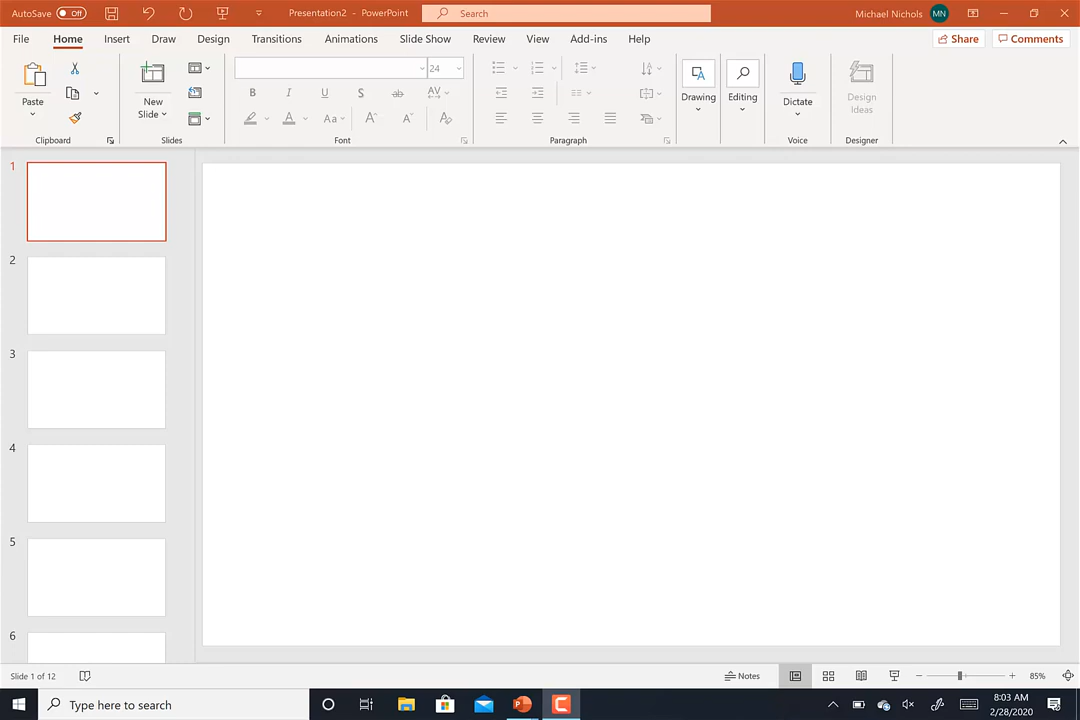 AutoSave Off Presentation2 - PowerPoint Search Michael Nichols MN
File Home Insert Draw Design Transitions Animations Slide Show Review View Add-ins Help Share Comments
Paste New Slide 24 B I U S ab AV Aa A A A A Drawing Editing Dictate Design Ideas
Clipboard Slides Font Paragraph Voice Designer
1
2
3
4
5
6
Slide 1 of 12 Notes 85%
Type here to search 8:03 AM
2/28/2020